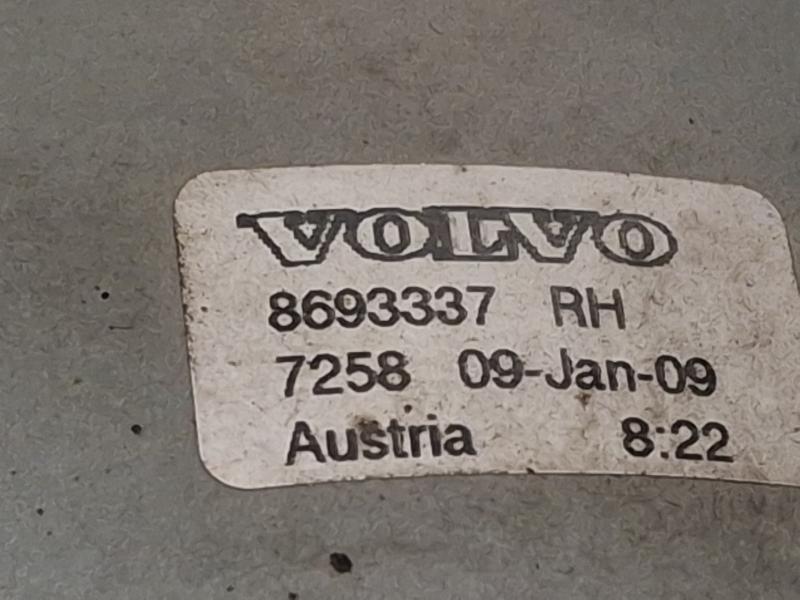 VOLVO
8693337 RH
7258 09-Jan-09
Austria 8:22